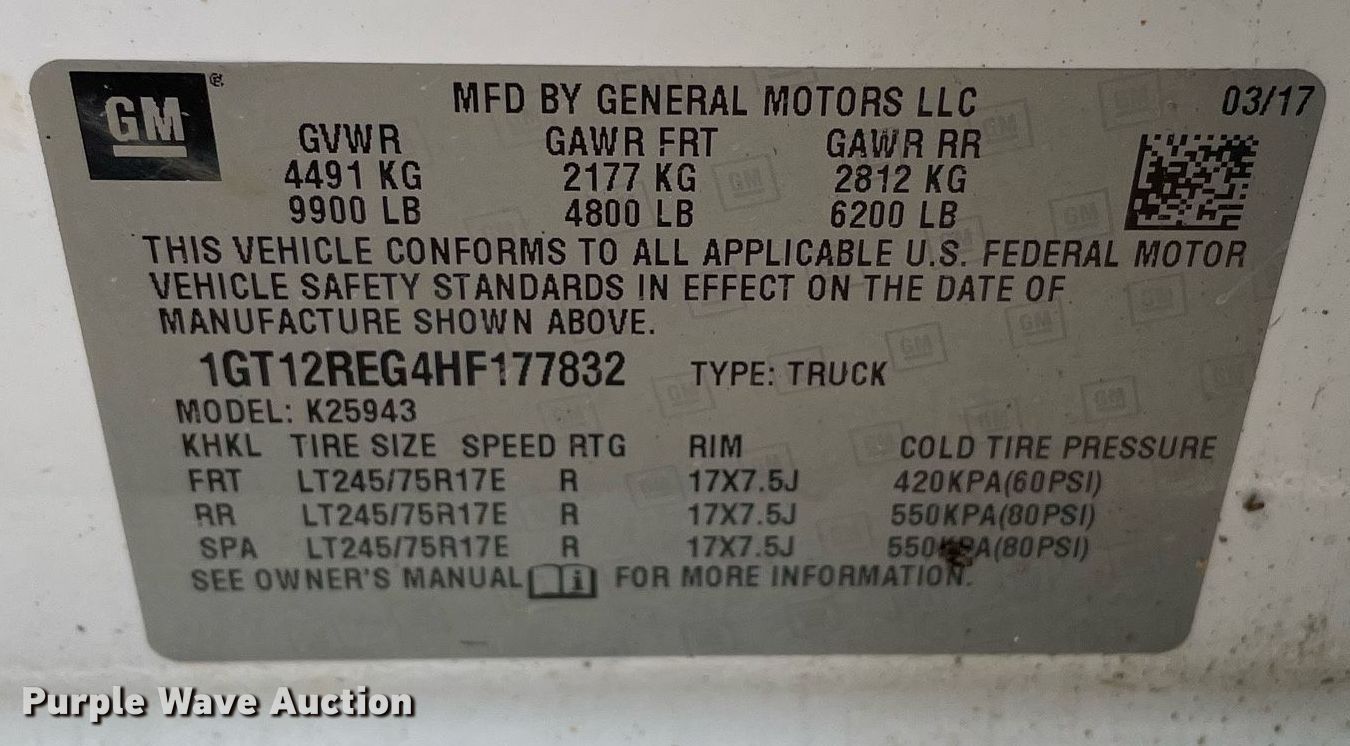 GM®
MFD BY GENERAL MOTORS LLC 03/17
GVWR GAWR FRT GAWR RR
4491 KG 2177 KG 2812 KG
9900 LB 4800 LB 6200 LB
THIS VEHICLE CONFORMS TO ALL APPLICABLE U.S. FEDERAL MOTOR
VEHICLE SAFETY STANDARDS IN EFFECT ON THE DATE OF
MANUFACTURE SHOWN ABOVE.
1GT12REG4HF177832 TYPE: TRUCK
MODEL: K25943
KHKL TIRE SIZE SPEED RTG RIM COLD TIRE PRESSURE
FRT LT245/75R17E R 17X7.5J 420KPA(60PSI)
RR LT245/75R17E R 17X7.5J 550KPA(80PSI)
SPA LT245/75R17E R 17X7.5J 550KPA(80PSI)
SEE OWNER'S MANUAL i FOR MORE INFORMATION.
Purple Wave Auction